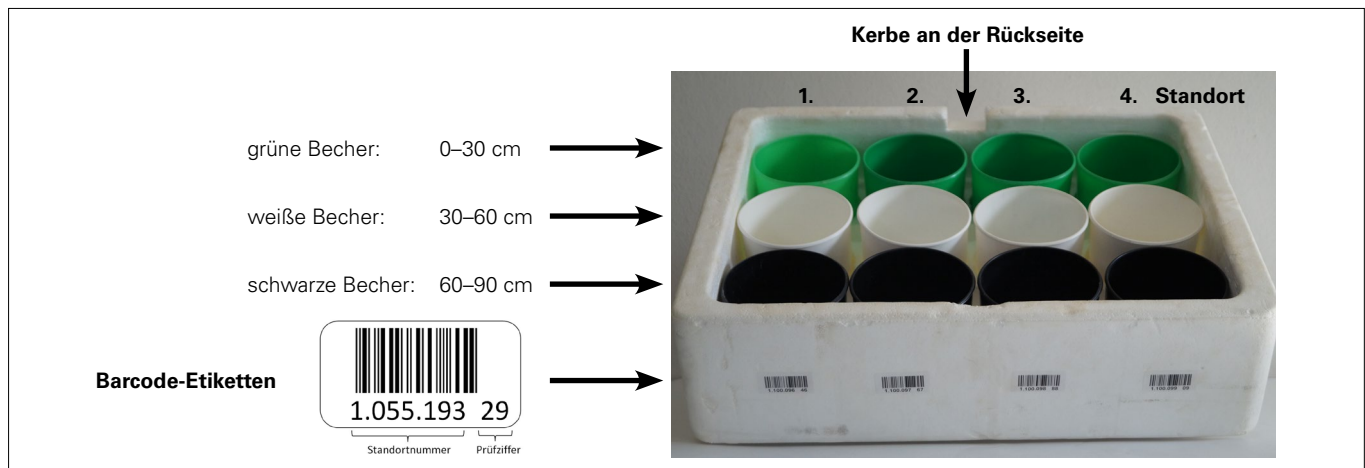 Kerbe an der Rückseite
1. 2. 3. 4. Standort
grüne Becher: 0–30 cm
weiße Becher: 30–60 cm
schwarze Becher: 60–90 cm
Barcode-Etiketten
1.055.193 29
Standortnummer Prüfziffer